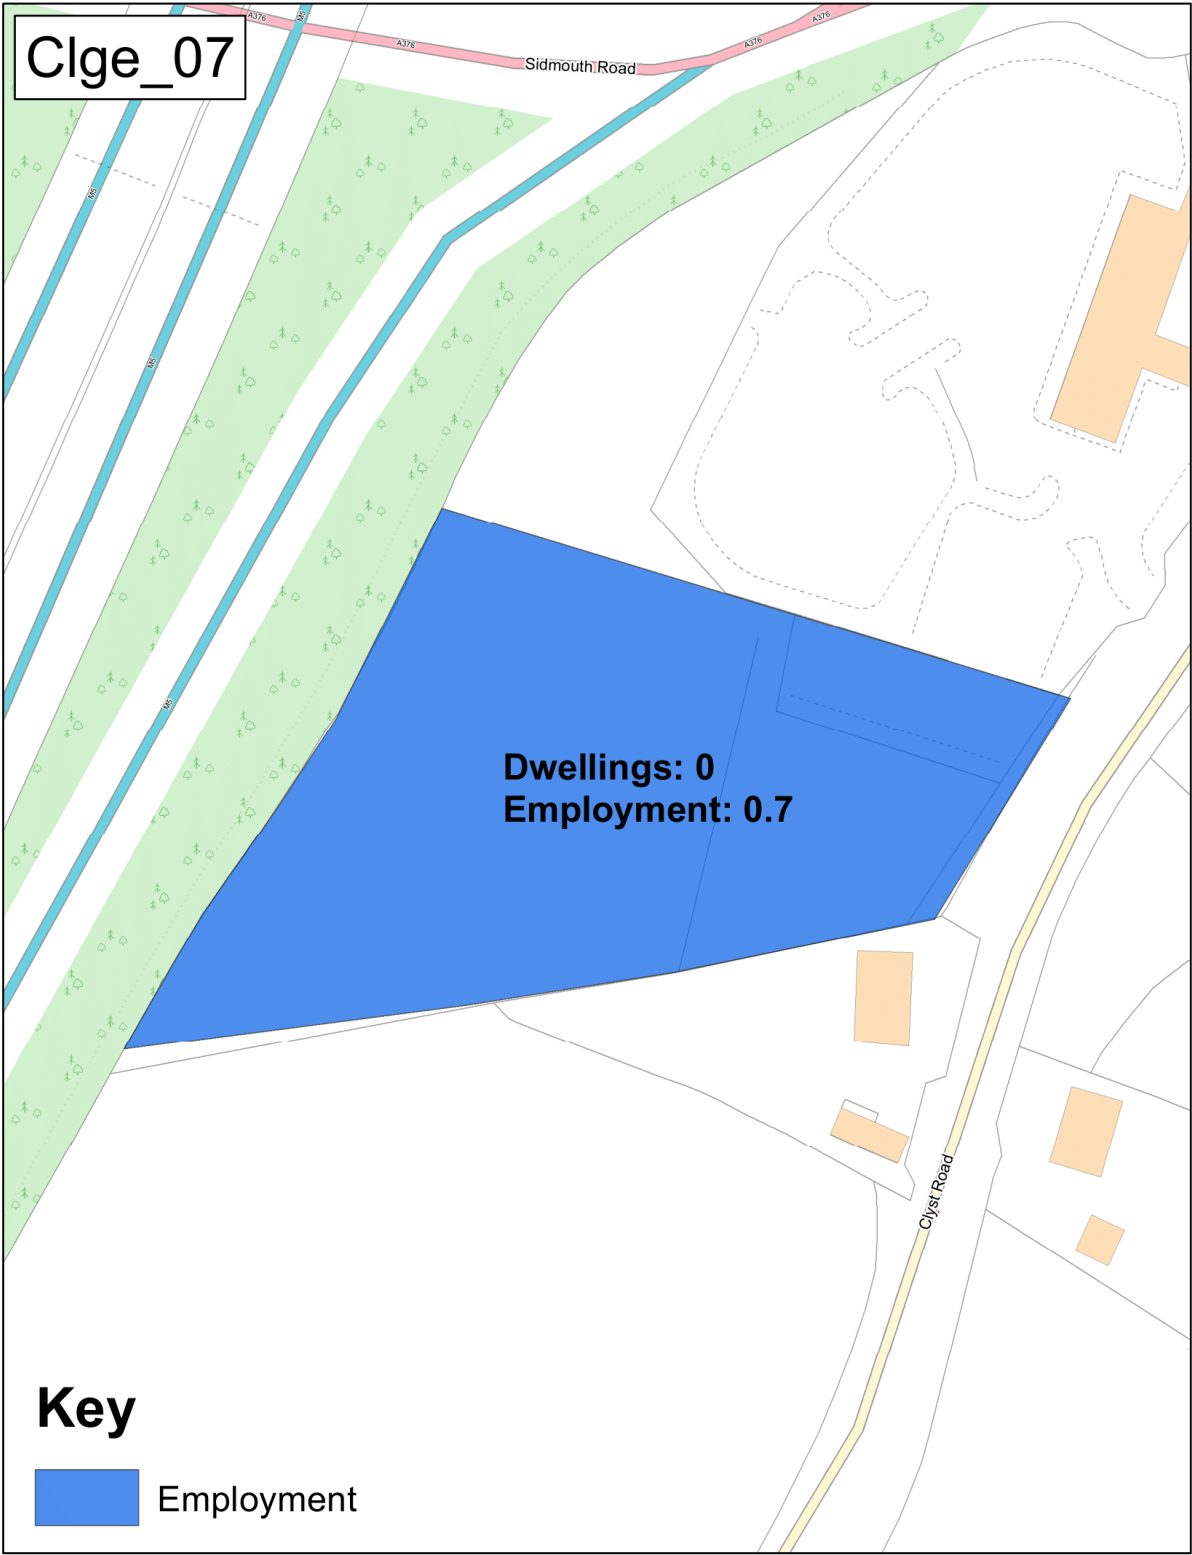 Clge_07
A376
M5
A376
Sidmouth Road
A376
A376
M5
M5
M5
Dwellings: 0
Employment: 0.7
Clyst Road
Key
Employment